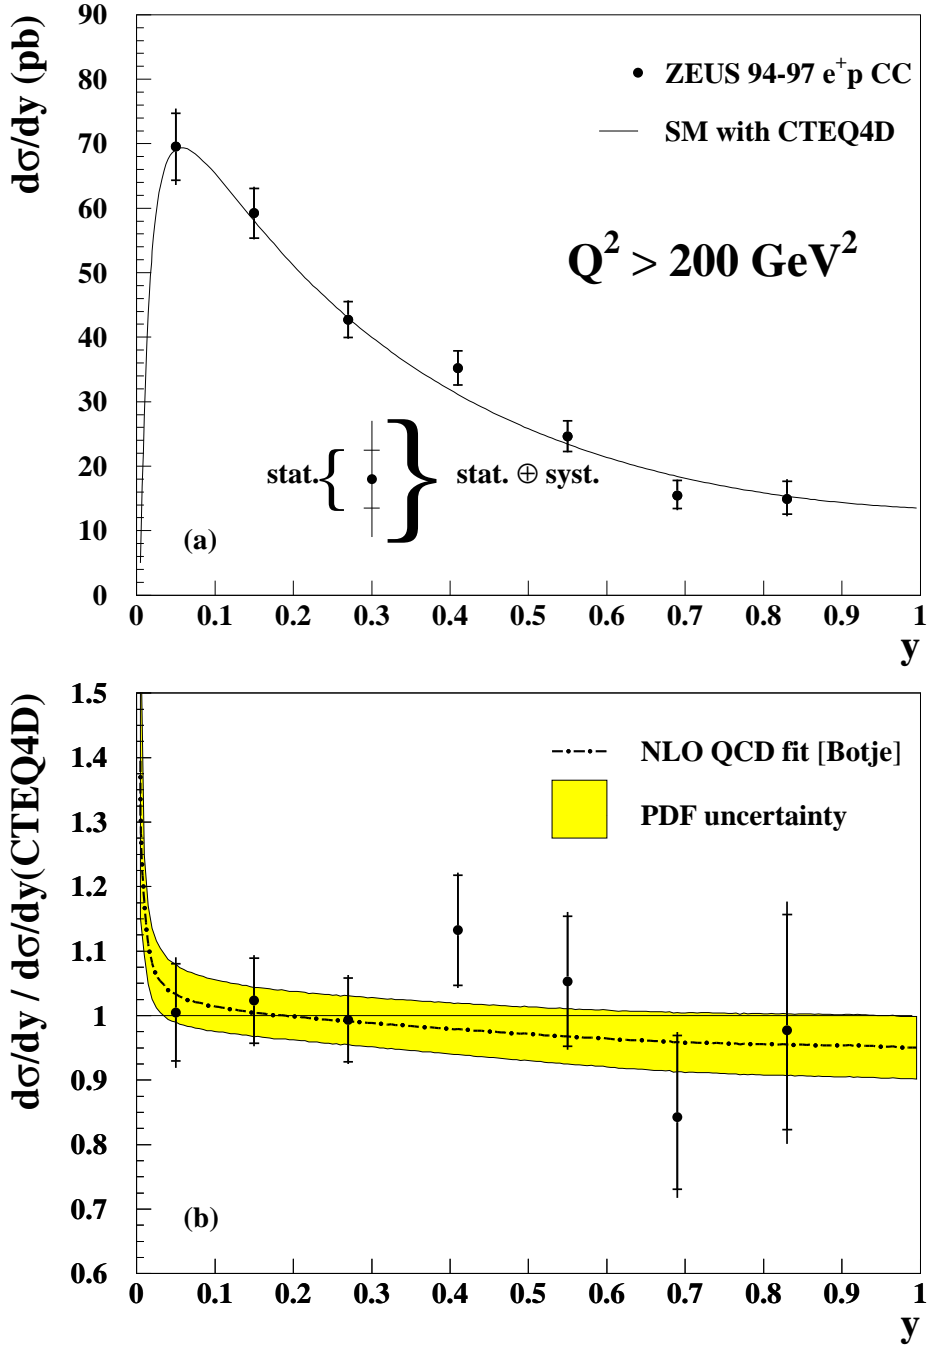 dσ/dy (pb)
90
80
70
60
50
40
30
20
10
0
ZEUS 94-97 e⁺p CC
SM with CTEQ4D
Q² > 200 GeV²
stat. { } stat. ⊕ syst.
(a)
0 0.1 0.2 0.3 0.4 0.5 0.6 0.7 0.8 0.9 1
y
dσ/dy / dσ/dy(CTEQ4D)
1.5
1.4
1.3
1.2
1.1
1
0.9
0.8
0.7
0.6
NLO QCD fit [Botje]
PDF uncertainty
(b)
0 0.1 0.2 0.3 0.4 0.5 0.6 0.7 0.8 0.9 1
y